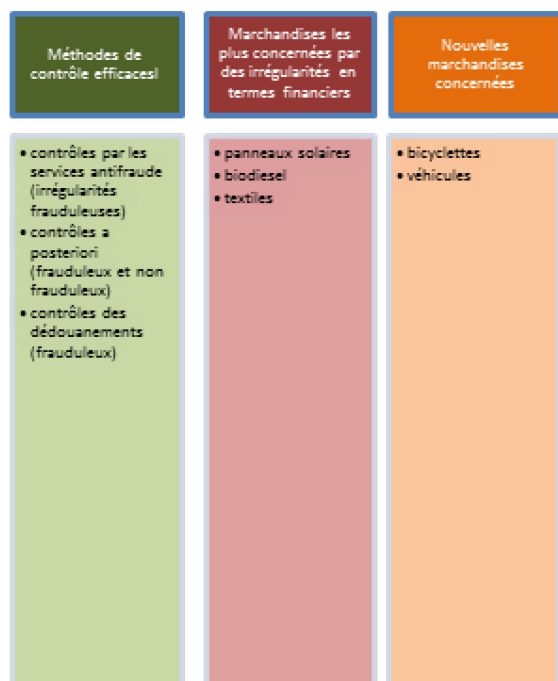 Méthodes de
contrôle efficacesl
Marchandises les
plus concernées par
des irrégularités en
termes financiers
Nouvelles
marchandises
concernées
• contrôles par les
services antifraude
(irrégularités
frauduleuses)
• contrôles a
posteriori
(frauduleux et non
frauduleux)
• contrôles des
dédouanements
(frauduleux)
• panneaux solaires
• biodiesel
• textiles
• bicyclettes
• véhicules